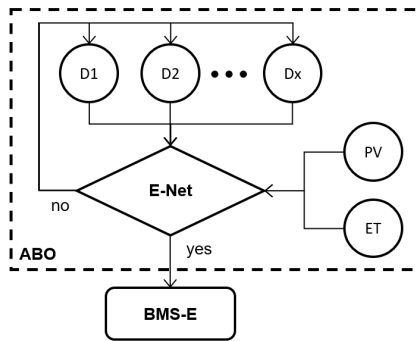 D1
D2
Dx
PV
E-Net
no
ET
yes
ABO
BMS-E